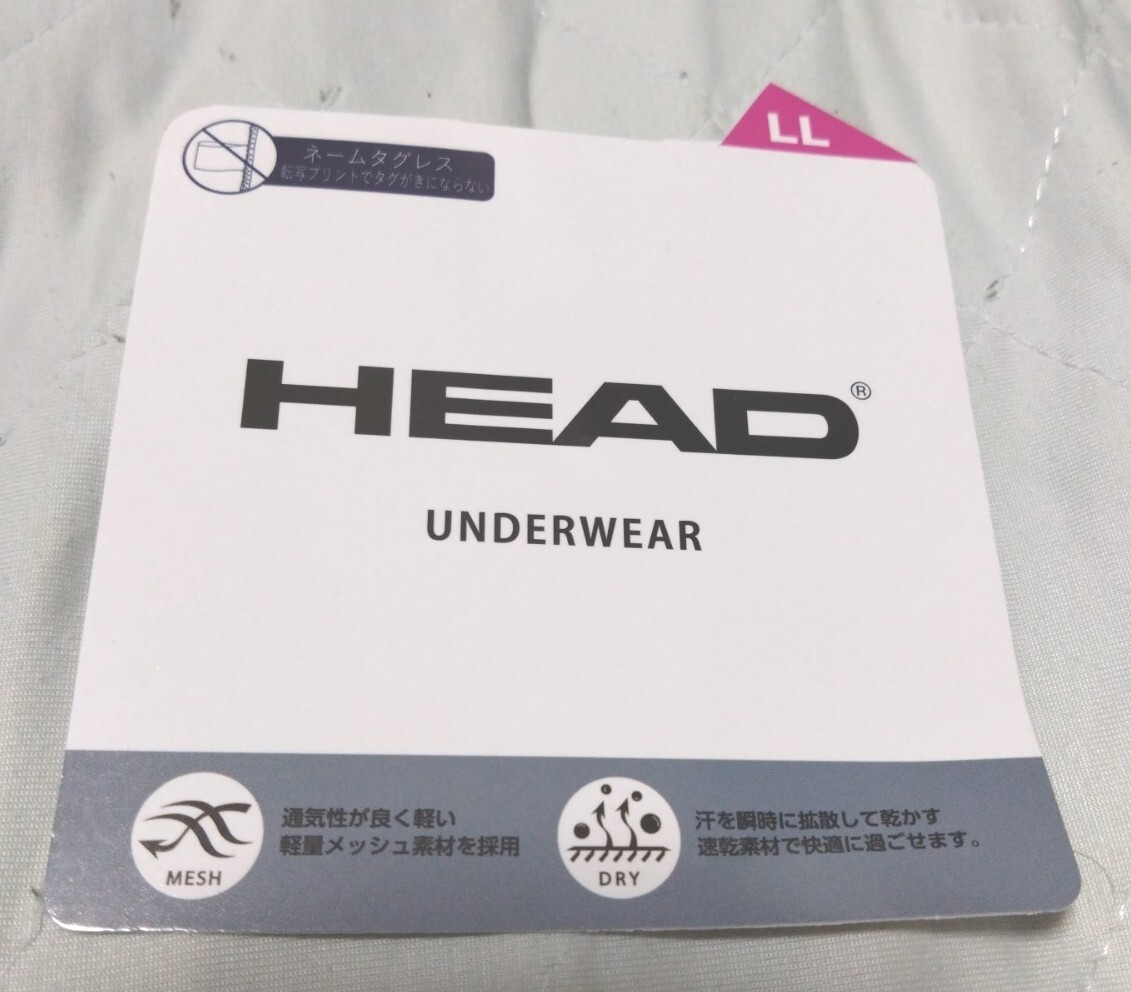 LL
ネームタグレス
転写プリントでタグがきにならない
HEAD®
UNDERWEAR
通気性が良く軽い
軽量メッシュ素材を採用
MESH
汗を瞬時に拡散して乾かす
速乾素材で快適に過ごせます。
DRY